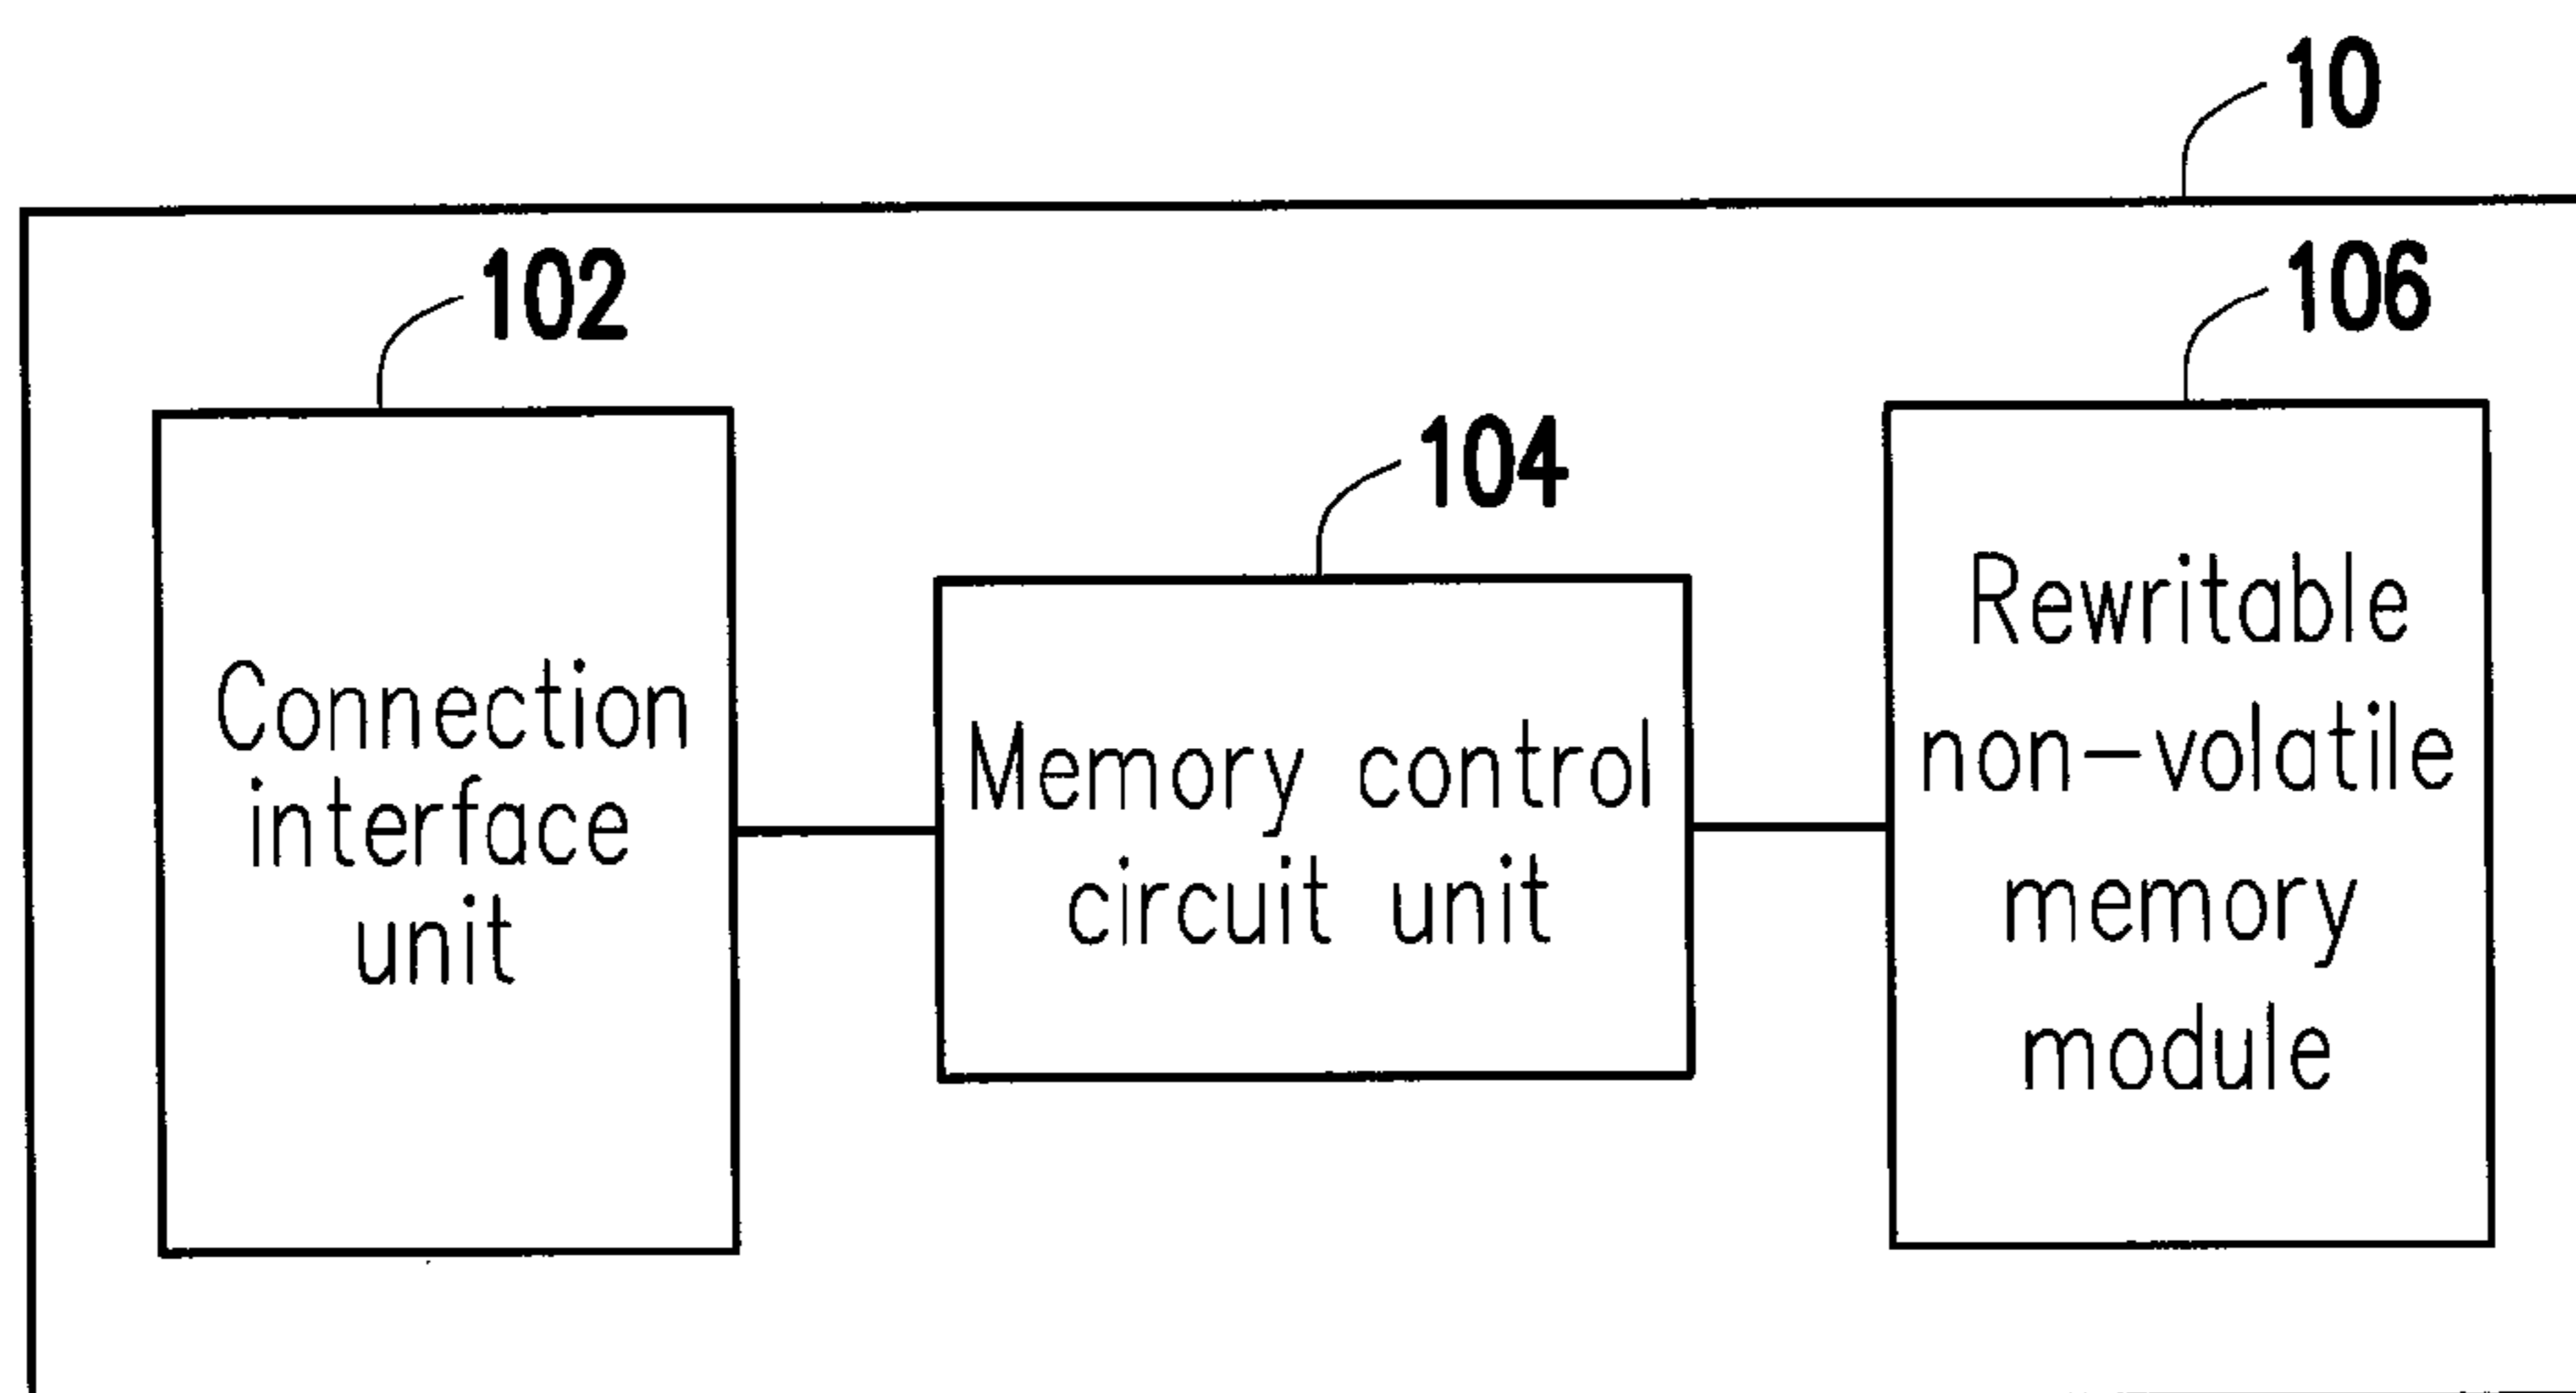 10
102
106
104
Connection
interface
unit
Memory control
circuit unit
Rewritable
non-volatile
memory
module